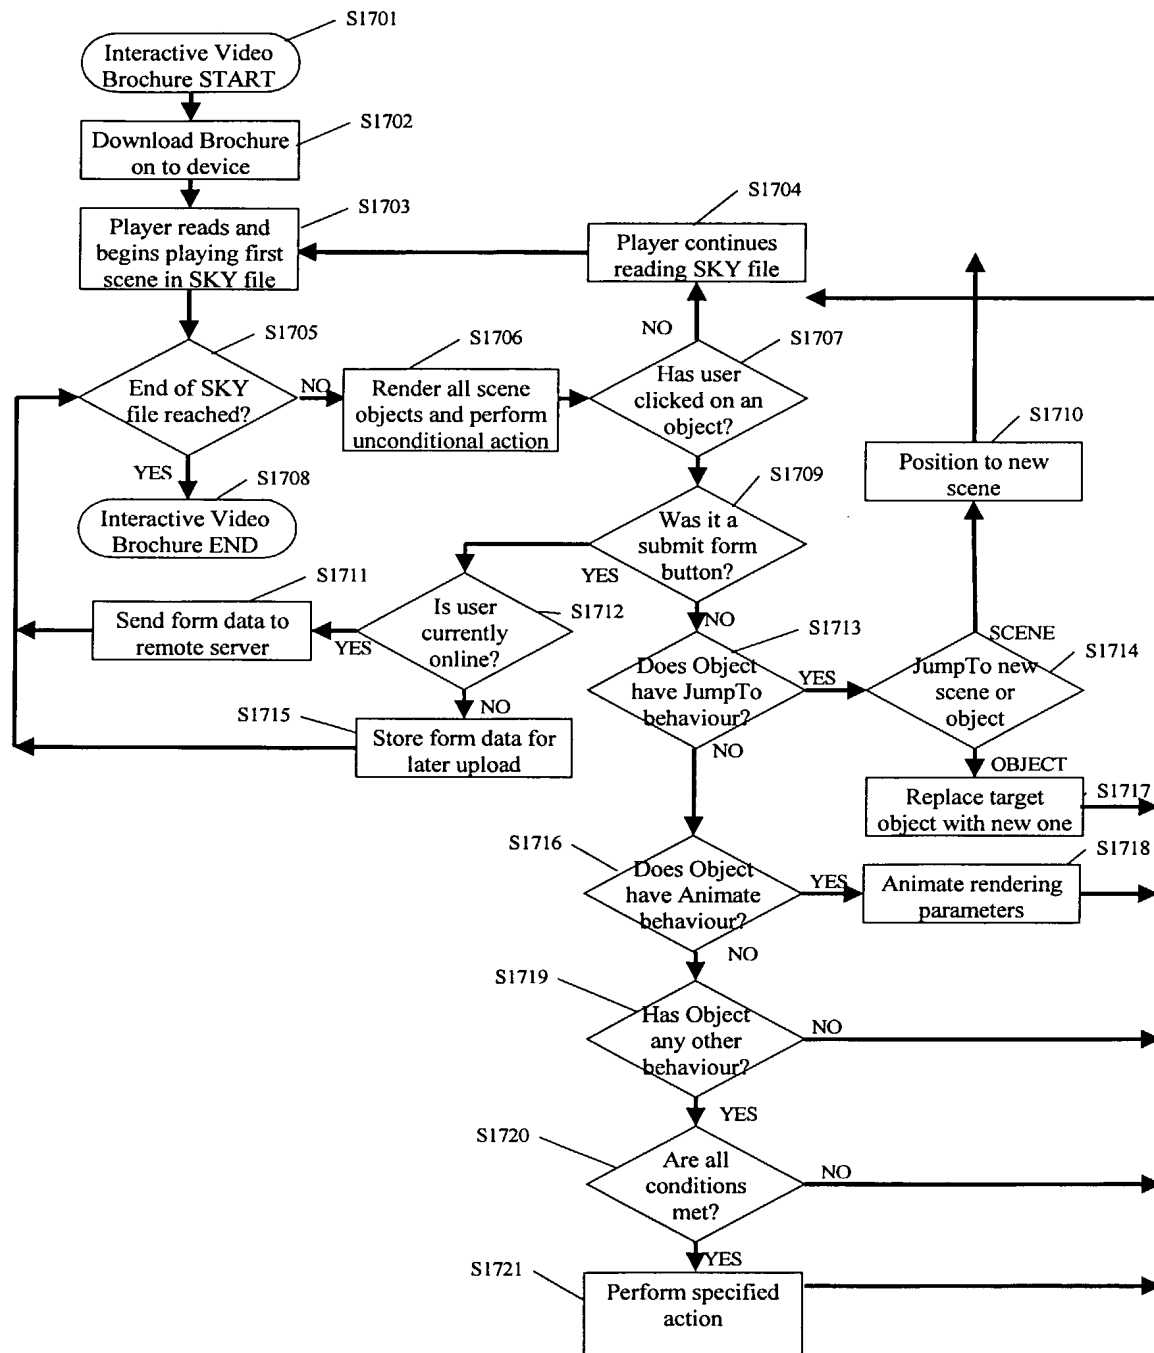 S1701
Interactive Video
Brochure START
S1702
Download Brochure
on to device
S1703
Player reads and
begins playing first
scene in SKY file
S1704
Player continues
reading SKY file
S1705
End of SKY
file reached?
NO
YES
S1706
Render all scene
objects and perform
unconditional action
NO
S1707
Has user
clicked on an
object?
S1708
Interactive Video
Brochure END
S1709
Was it a
submit form
button?
YES
NO
S1710
Position to new
scene
S1711
Send form data to
remote server
S1712
Is user
currently
online?
YES
NO
S1713
Does Object
have JumpTo
behaviour?
YES
NO
SCENE
S1714
JumpTo new
scene or
object
OBJECT
S1715
Store form data for
later upload
S1716
Does Object
have Animate
behaviour?
YES
NO
S1717
Replace target
object with new one
S1718
Animate rendering
parameters
S1719
Has Object
any other
behaviour?
NO
YES
S1720
Are all
conditions
met?
NO
YES
S1721
Perform specified
action